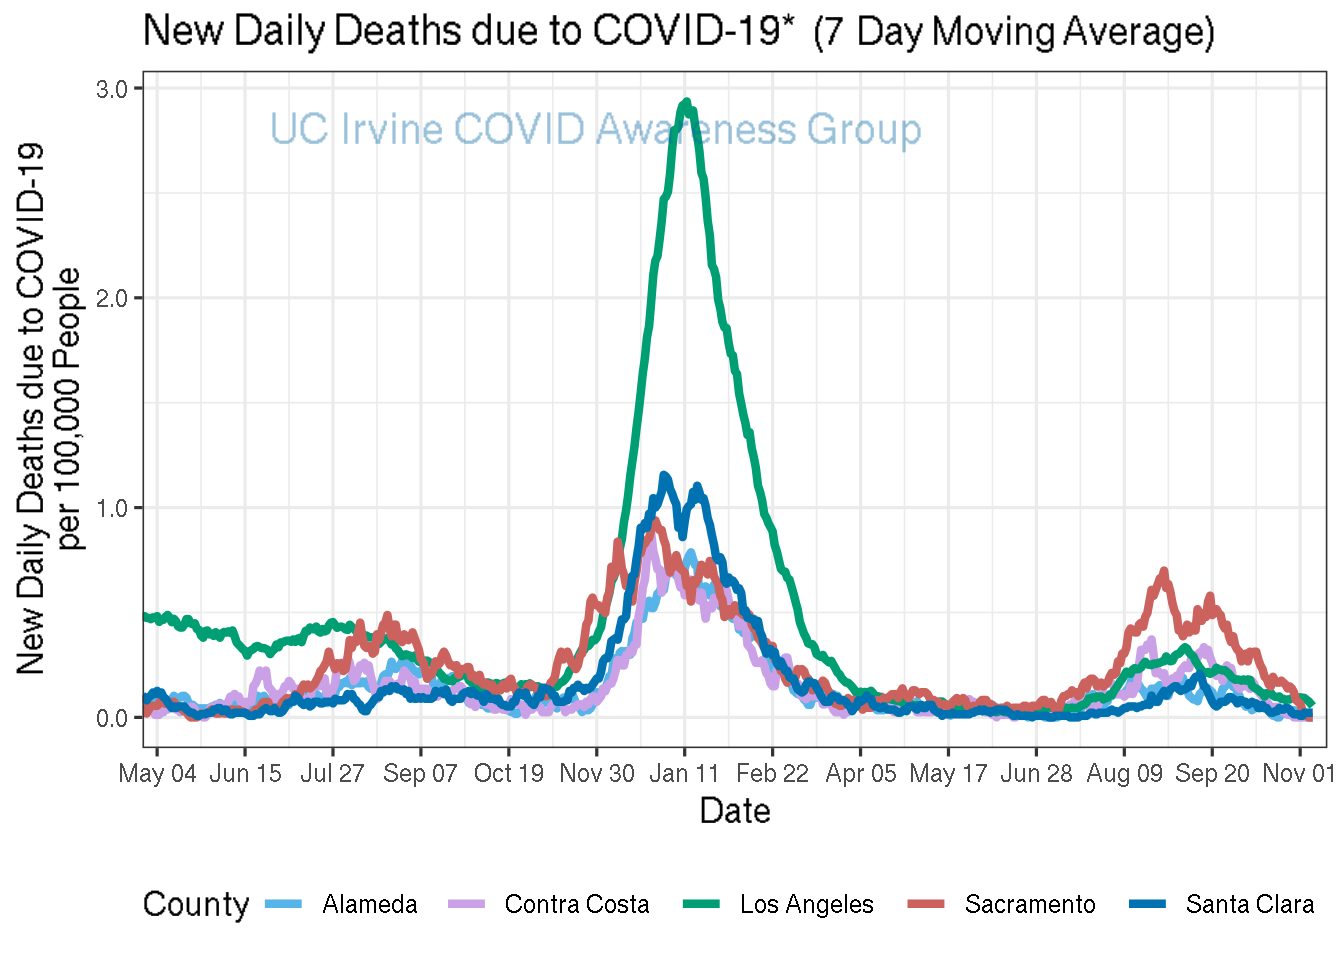 New Daily Deaths due to COVID-19* (7 Day Moving Average)
UC Irvine COVID Awareness Group
New Daily Deaths due to COVID-19
per 100,000 People
3.0
2.0
1.0
0.0
May 04 Jun 15 Jul 27 Sep 07 Oct 19 Nov 30 Jan 11 Feb 22 Apr 05 May 17 Jun 28 Aug 09 Sep 20 Nov 01
Date
County Alameda Contra Costa Los Angeles Sacramento Santa Clara